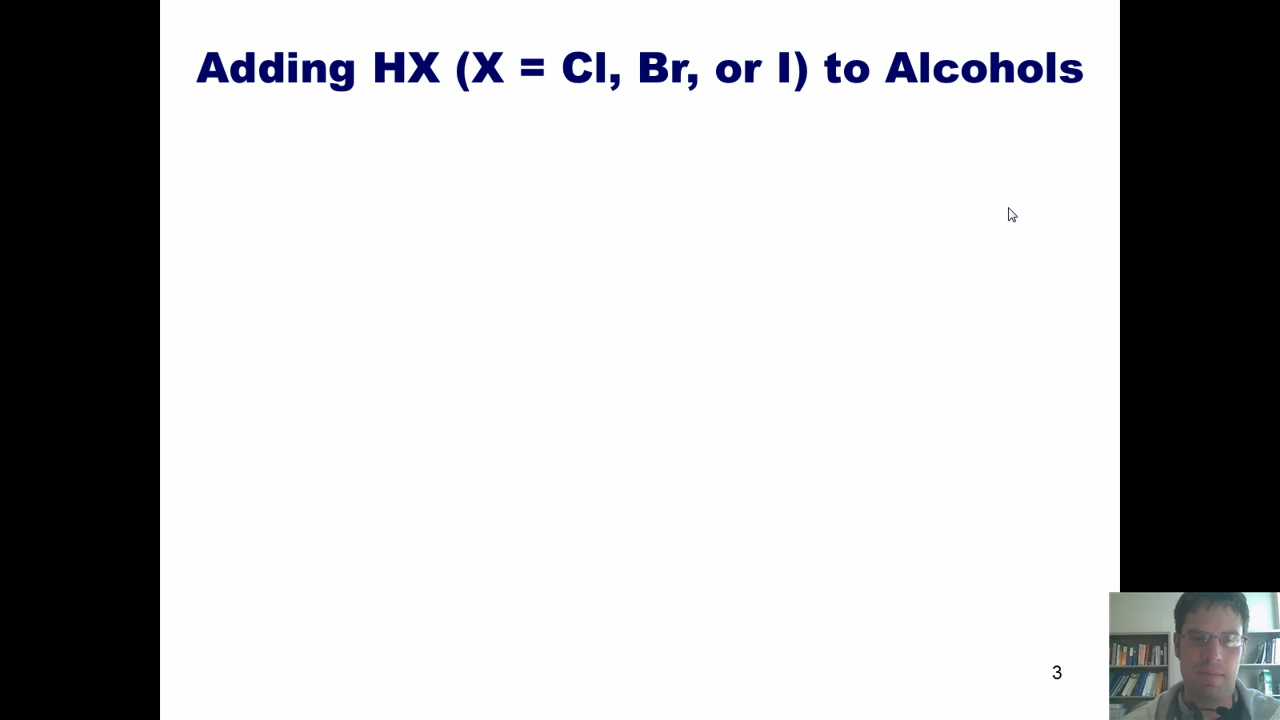 Adding HX (X = Cl, Br, or I) to Alcohols
3